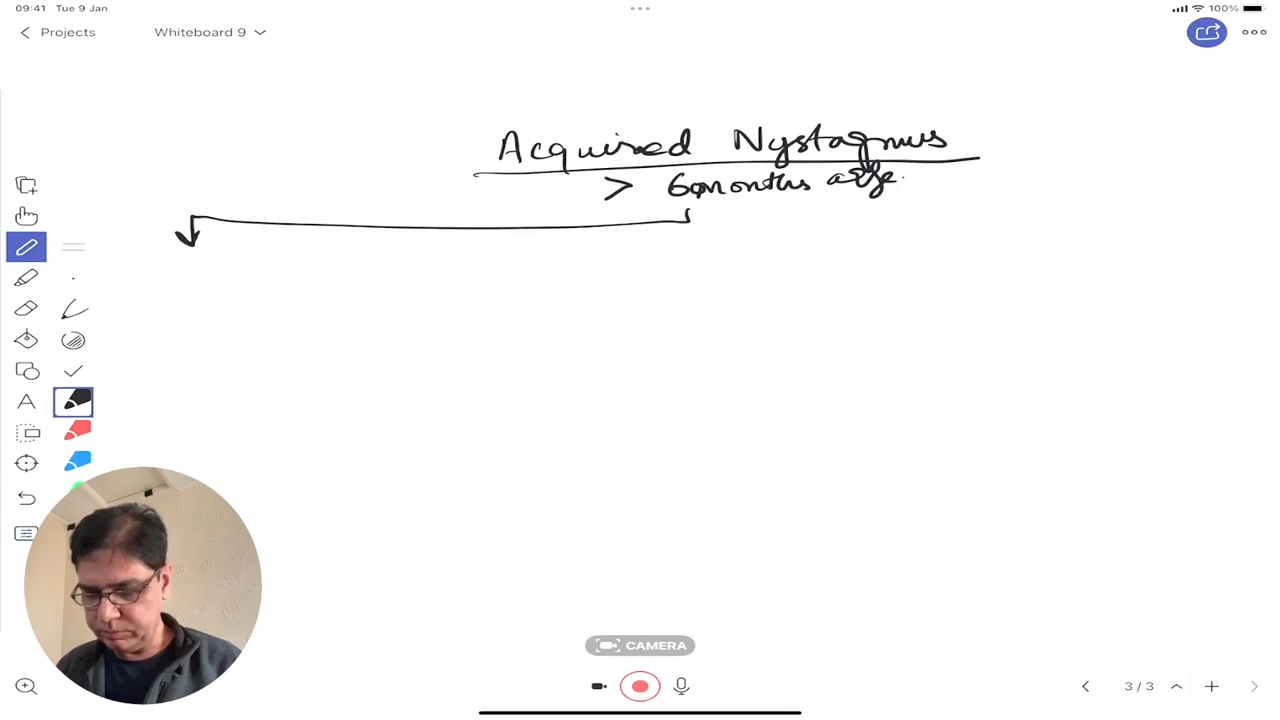 09:41 Tue 9 Jan
100%
Projects
Whiteboard 9
Acquired Nystagmus
> 6 months age
A
CAMERA
3 / 3